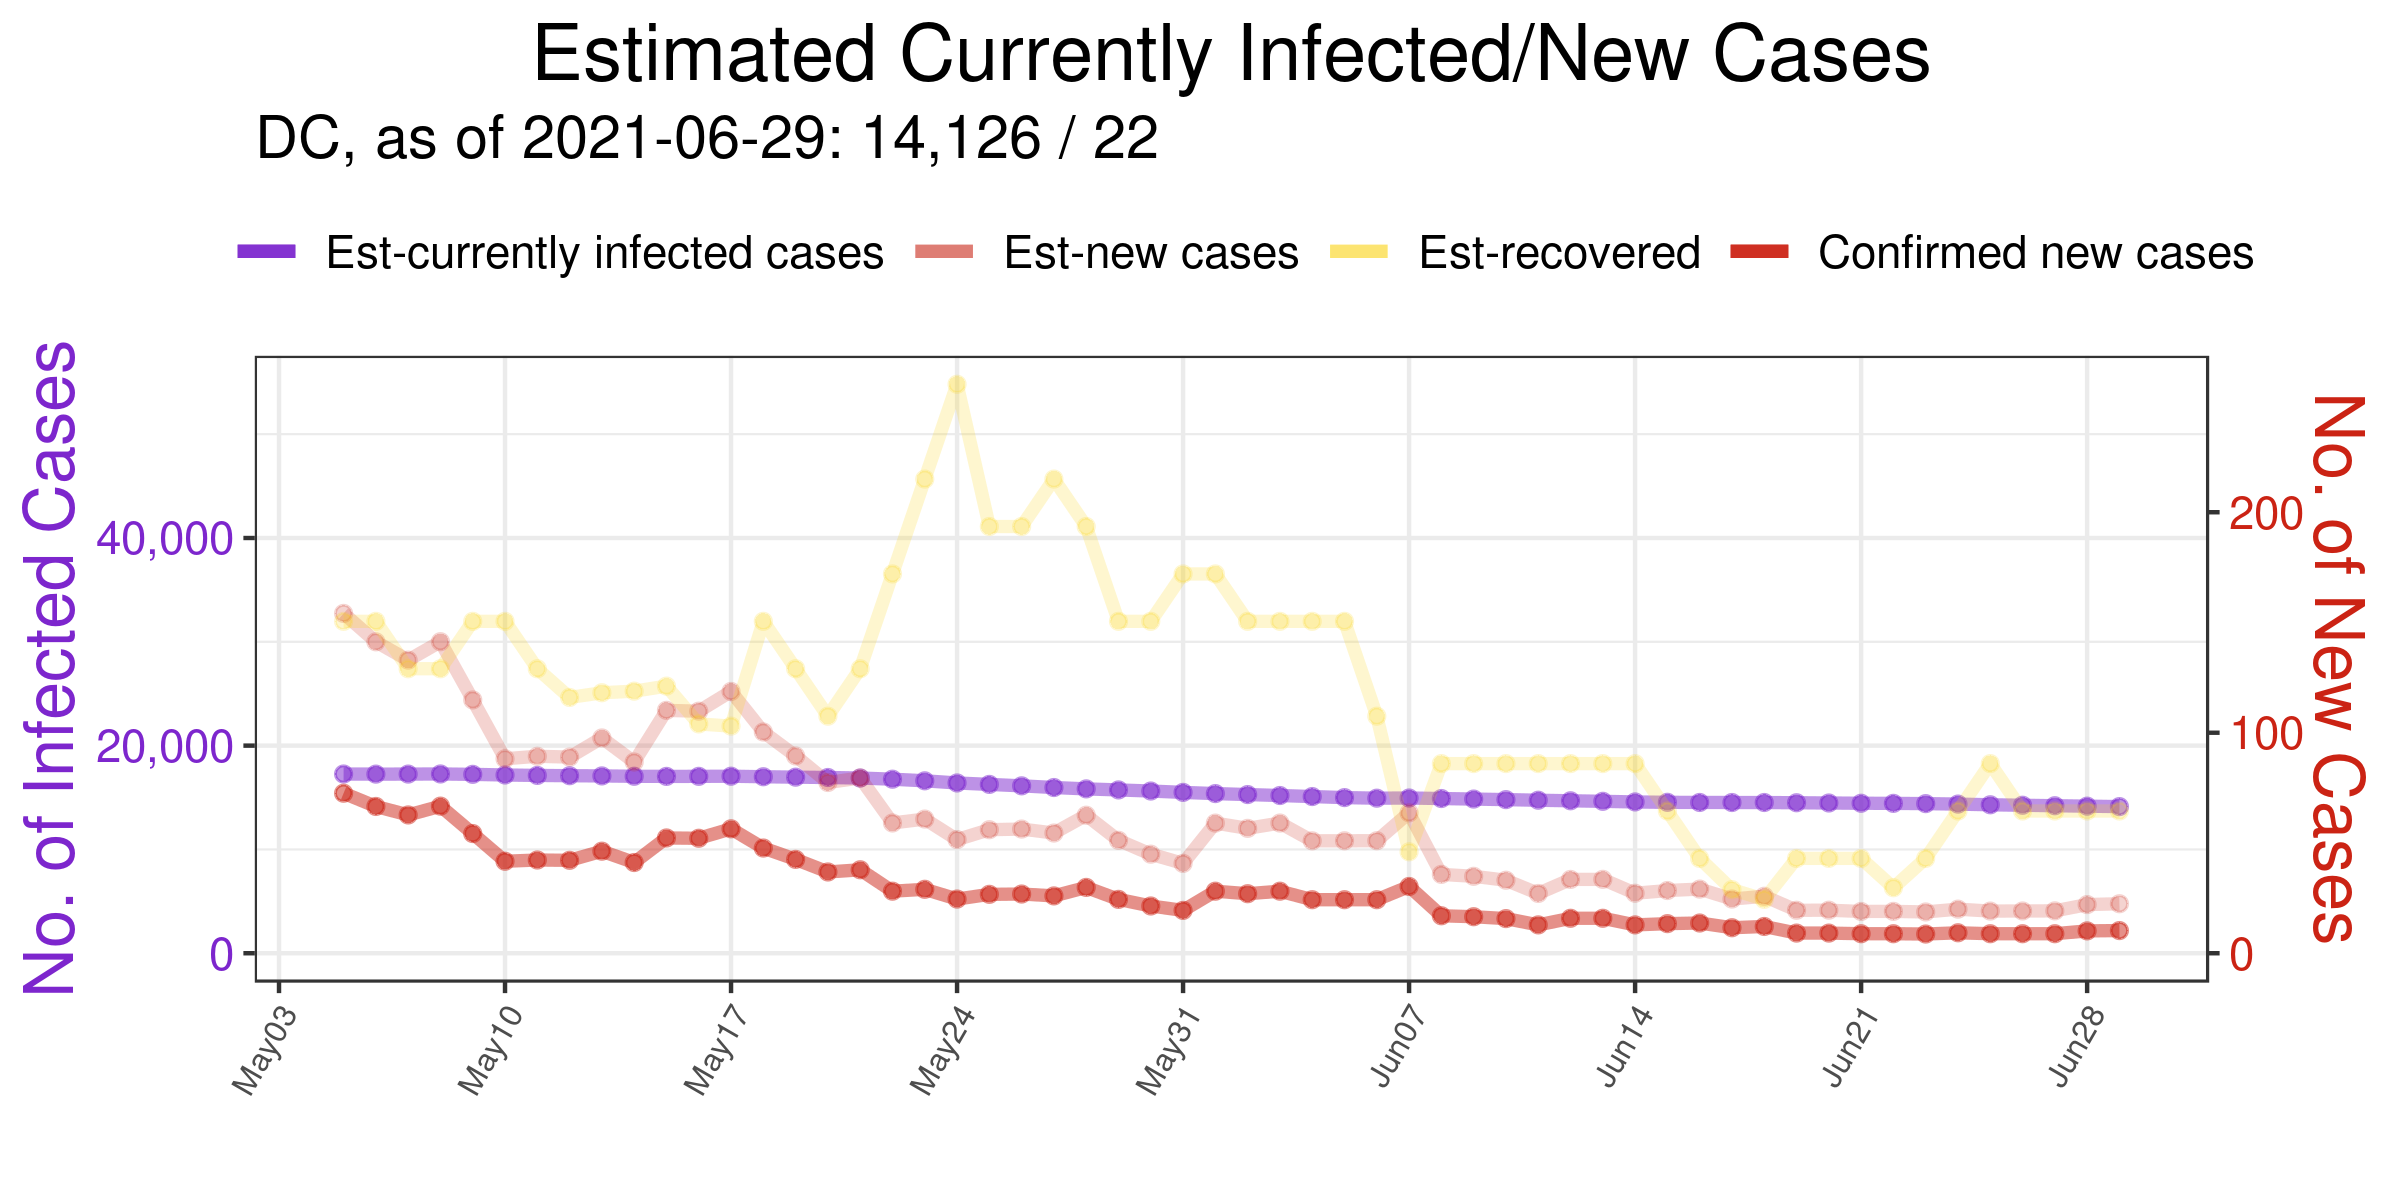 Estimated Currently Infected/New Cases
DC, as of 2021-06-29: 14,126 / 22
Est-currently infected cases Est-new cases Est-recovered Confirmed new cases
No. of Infected Cases
40,000
20,000
0
200
100
0
No. of New Cases
May03 May10 May17 May24 May31 Jun07 Jun14 Jun21 Jun28